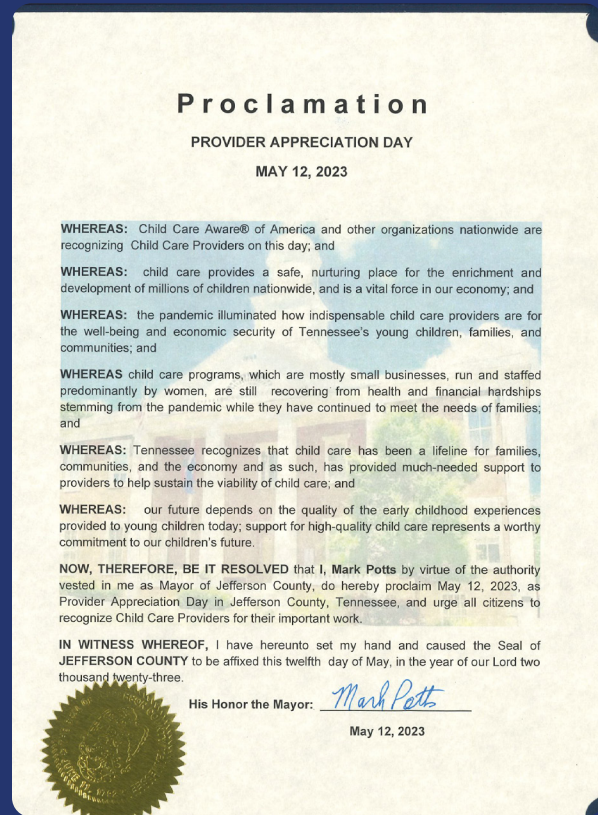 Proclamation
PROVIDER APPRECIATION DAY
MAY 12, 2023
WHEREAS: Child Care Aware® of America and other organizations nationwide are
recognizing Child Care Providers on this day; and
WHEREAS: child care provides a safe, nurturing place for the enrichment and
development of millions of children nationwide, and is a vital force in our economy; and
WHEREAS: the pandemic illuminated how indispensable child care providers are for
the well-being and economic security of Tennessee's young children, families, and
communities; and
WHEREAS child care programs, which are mostly small businesses, run and staffed
predominantly by women, are still recovering from health and financial hardships
stemming from the pandemic while they have continued to meet the needs of families;
and
WHEREAS: Tennessee recognizes that child care has been a lifeline for families,
communities, and the economy and as such, has provided much-needed support to
providers to help sustain the viability of child care; and
WHEREAS: our future depends on the quality of the early childhood experiences
provided to young children today; support for high-quality child care represents a worthy
commitment to our children's future.
NOW, THEREFORE, BE IT RESOLVED that I, Mark Potts by virtue of the authority
vested in me as Mayor of Jefferson County, do hereby proclaim May 12, 2023, as
Provider Appreciation Day in Jefferson County, Tennessee, and urge all citizens to
recognize Child Care Providers for their important work.
IN WITNESS WHEREOF, I have hereunto set my hand and caused the Seal of
JEFFERSON COUNTY to be affixed this twelfth day of May, in the year of our Lord two
thousand twenty-three.
His Honor the Mayor: Mark Potts
May 12, 2023